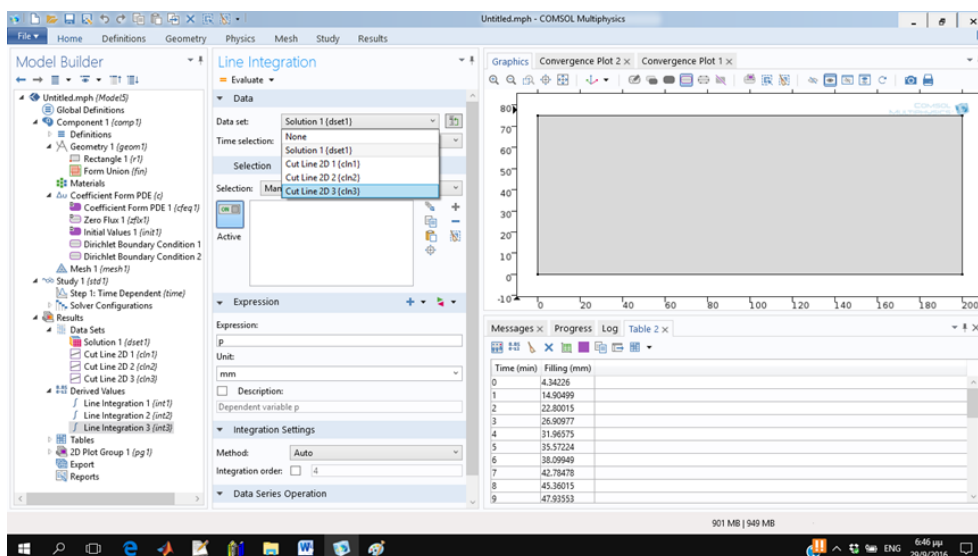 Untitled.mph - COMSOL Multiphysics
File Home Definitions Geometry Physics Mesh Study Results
Model Builder
Untitled.mph (Model5)
Global Definitions
Component 1 (comp1)
Definitions
Geometry 1 (geom1)
Rectangle 1 (r1)
Form Union (fin)
Materials
Δu Coefficient Form PDE (c)
Coefficient Form PDE 1 (cfeq1)
Zero Flux 1 (zflx1)
Initial Values 1 (init1)
Dirichlet Boundary Condition 1
Dirichlet Boundary Condition 2
Mesh 1 (mesh1)
Study 1 (std1)
Step 1: Time Dependent (time)
Solver Configurations
Results
Data Sets
Solution 1 (dset1)
Cut Line 2D 1 (cln1)
Cut Line 2D 2 (cln2)
Cut Line 2D 3 (cln3)
Derived Values
Line Integration 1 (int1)
Line Integration 2 (int2)
Line Integration 3 (int3)
Tables
2D Plot Group 1 (pg1)
Export
Reports
Line Integration
= Evaluate
Data
Data set: Solution 1 {dset1}
Time selection:
None
Solution 1 {dset1}
Cut Line 2D 1 {cln1}
Cut Line 2D 2 {cln2}
Cut Line 2D 3 {cln3}
Selection
Selection: Man
Active
Expression
Expression:
p
Unit:
mm
Description:
Dependent variable p
Integration Settings
Method: Auto
Integration order: 4
Data Series Operation
Graphics Convergence Plot 2 × Convergence Plot 1 ×
COMSOL
MULTIPHYSICS
80
70
60
50
40
30
20
10
0
-10
0 20 40 60 80 100 120 140 160 180 200
Messages × Progress Log Table 2 ×
Time (min) Filling (mm)
0 4.34226
1 14.90499
2 22.80015
3 26.90977
4 31.96575
5 35.57224
6 38.09949
7 42.78478
8 45.36015
9 47.93553
901 MB | 949 MB
ENG
6:46 μμ
29/9/2016